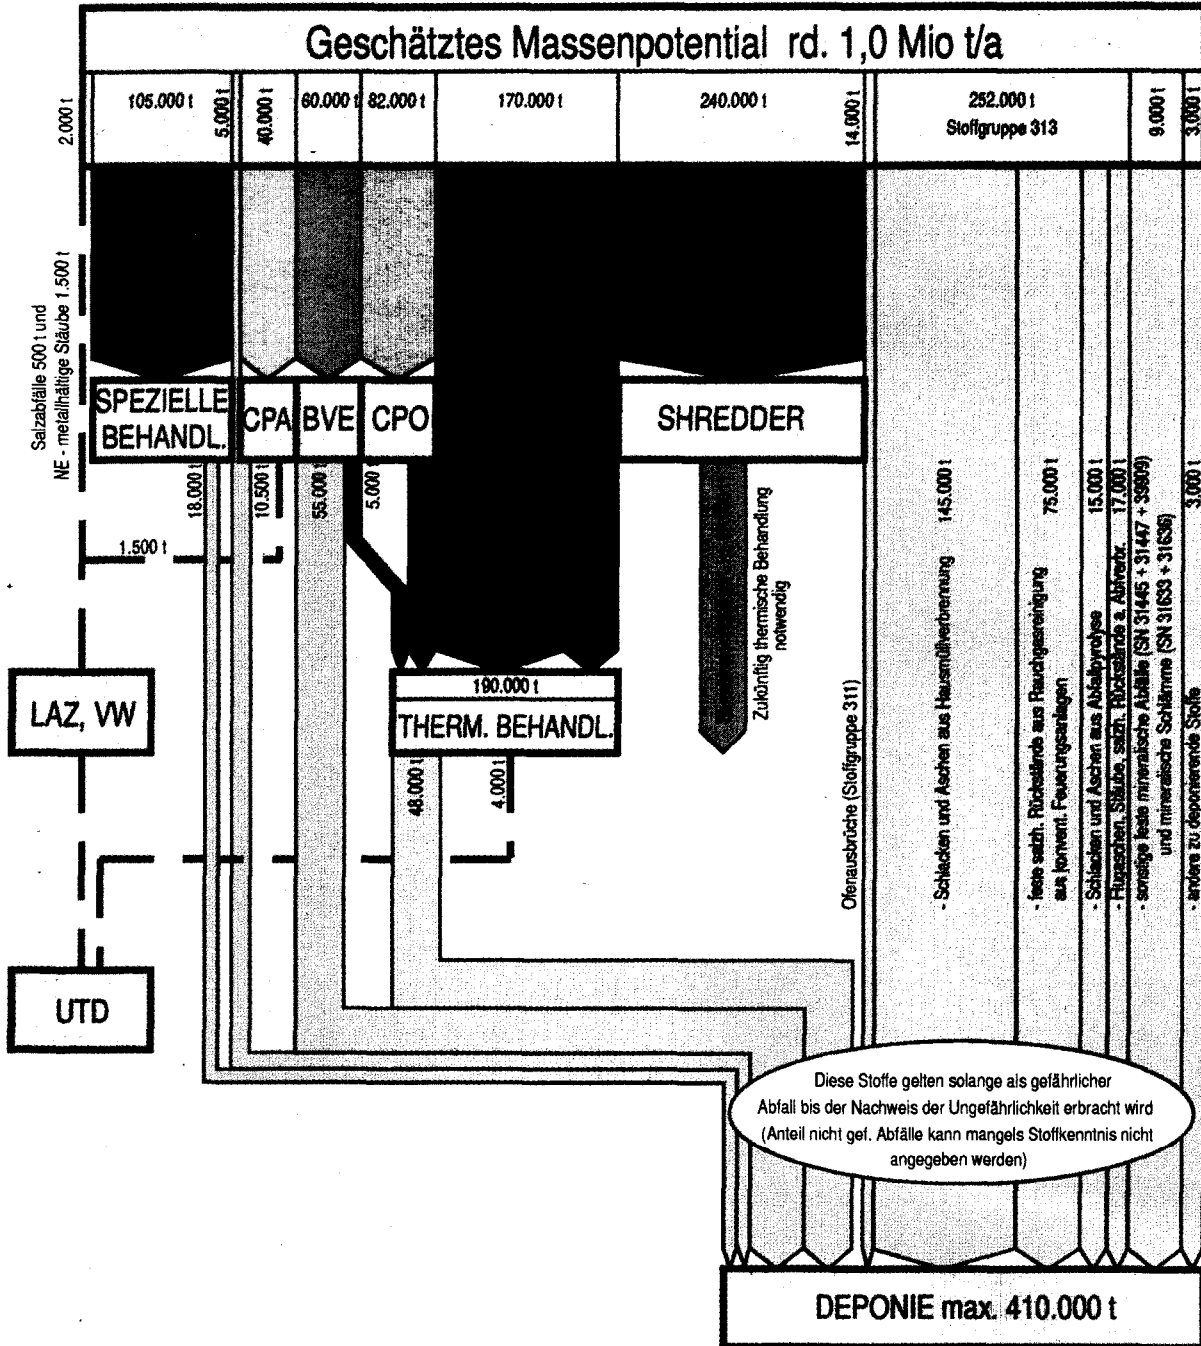 Geschätztes Massenpotential rd. 1,0 Mio t/a
2.000 t
105.000 t
5.000 t
40.000 t
60.000 t
82.000 t
170.000 t
240.000 t
14.000 t
252.000 t
Stoffgruppe 313
9.000 t
3.000 t
Salzabfälle 500 t und
NE - metallhältige Stäube 1.500 t
SPEZIELLE
BEHANDL.
CPA
BVE
CPO
SHREDDER
18.000 t
10.500 t
55.000 t
5.000 t
1.500 t
Zukünftig thermische Behandlung
notwendig
LAZ, VW
190.000 t
THERM. BEHANDL.
48.000 t
4.000 t
UTD
Ofenausbrüche (Stoffgruppe 311)
- Schlacken und Aschen aus Hausmüllverbrennung 145.000 t
- feste salzh. Rückstände aus Rauchgasreinigung
aus konvent. Feuerungsanlagen 75.000 t
- Schlacken und Aschen aus Abfallpyrolyse 15.000 t
- Flugaschen, Stäube, salzh. Rückstände a. Abfverbr. 17.000 t
- sonstige feste mineralische Abfälle (SN 31445 + 31447 + 39909)
und mineralische Schlämme (SN 31633 + 31636)
- andere zu deponierende Stoffe 3.000 t
Diese Stoffe gelten solange als gefährlicher
Abfall bis der Nachweis der Ungefährlichkeit erbracht wird
(Anteil nicht gef. Abfälle kann mangels Stoffkenntnis nicht
angegeben werden)
DEPONIE max. 410.000 t